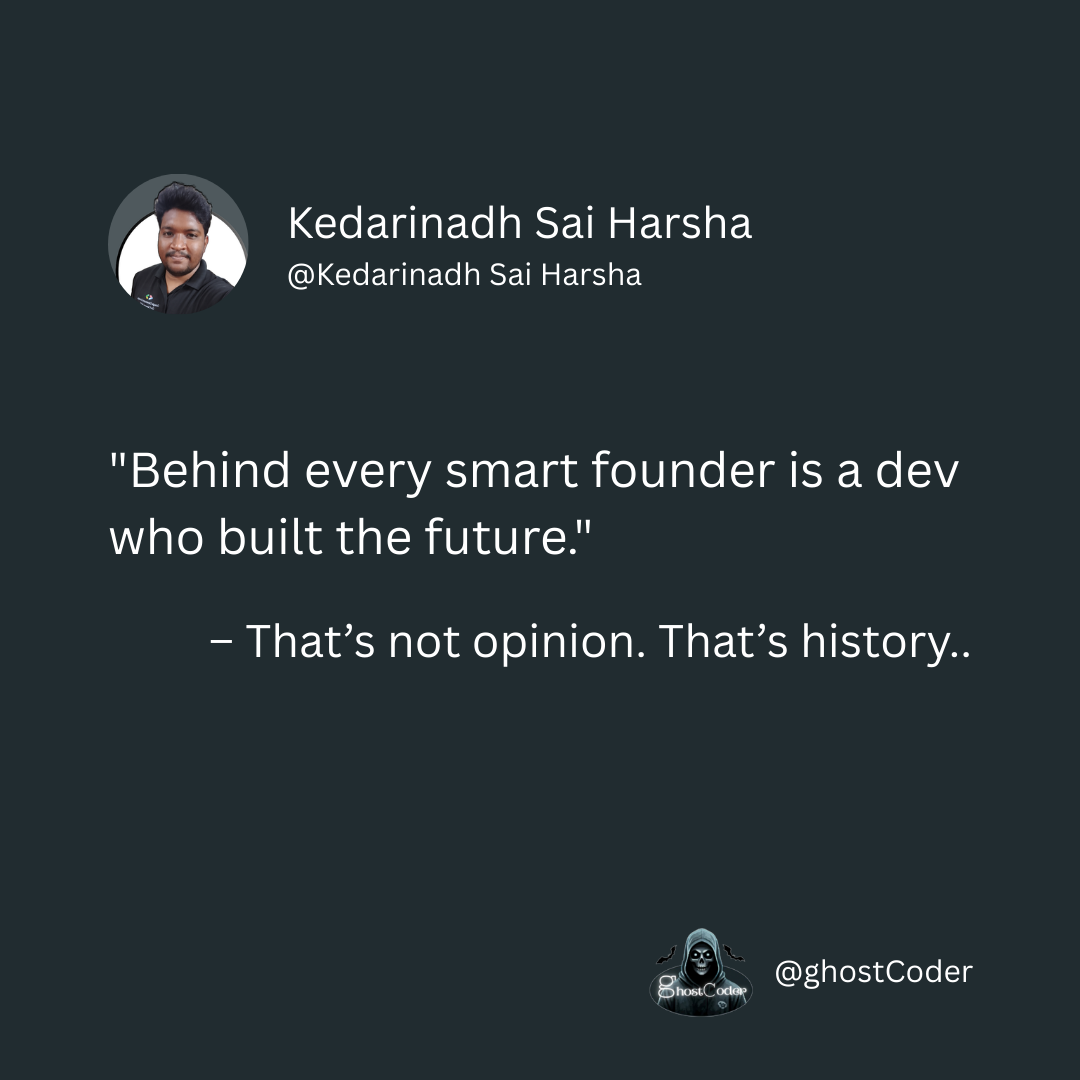 Kedarinadh Sai Harsha
@Kedarinadh Sai Harsha
"Behind every smart founder is a dev
who built the future."
– That’s not opinion. That’s history..
ghostCoder
@ghostCoder